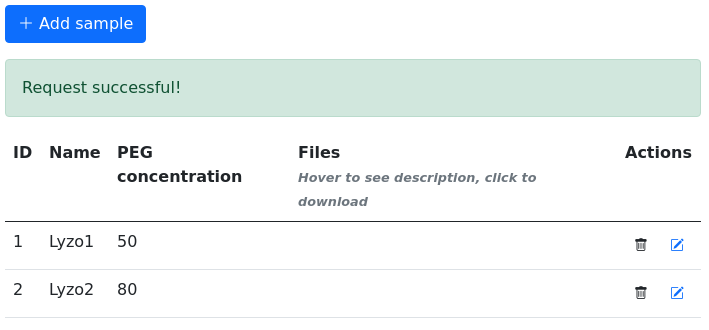 Add sample
Request successful!
ID Name PEG concentration Files Actions
Hover to see description, click to download
1 Lyzo1 50
2 Lyzo2 80